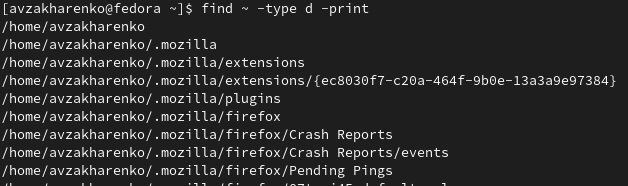 [avzakharenko@fedora ~]$ find ~ -type d -print
/home/avzakharenko
/home/avzakharenko/.mozilla
/home/avzakharenko/.mozilla/extensions
/home/avzakharenko/.mozilla/extensions/{ec8030f7-c20a-464f-9b0e-13a3a9e97384}
/home/avzakharenko/.mozilla/plugins
/home/avzakharenko/.mozilla/firefox
/home/avzakharenko/.mozilla/firefox/Crash Reports
/home/avzakharenko/.mozilla/firefox/Crash Reports/events
/home/avzakharenko/.mozilla/firefox/Pending Pings